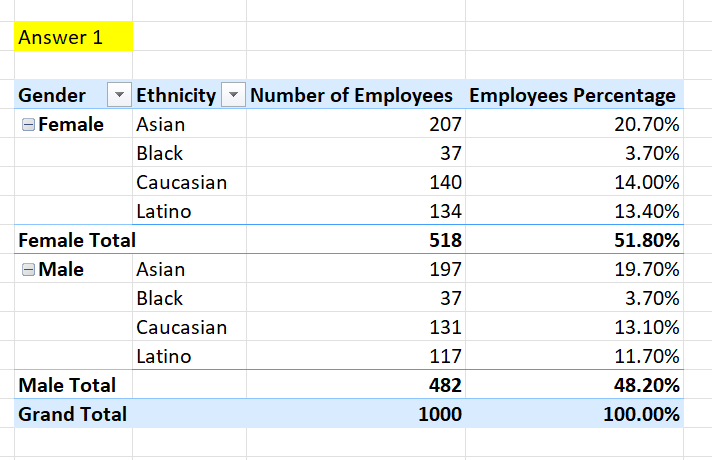 Answer 1
Gender Ethnicity Number of Employees Employees Percentage
Female Asian 207 20.70%
Black 37 3.70%
Caucasian 140 14.00%
Latino 134 13.40%
Female Total 518 51.80%
Male Asian 197 19.70%
Black 37 3.70%
Caucasian 131 13.10%
Latino 117 11.70%
Male Total 482 48.20%
Grand Total 1000 100.00%